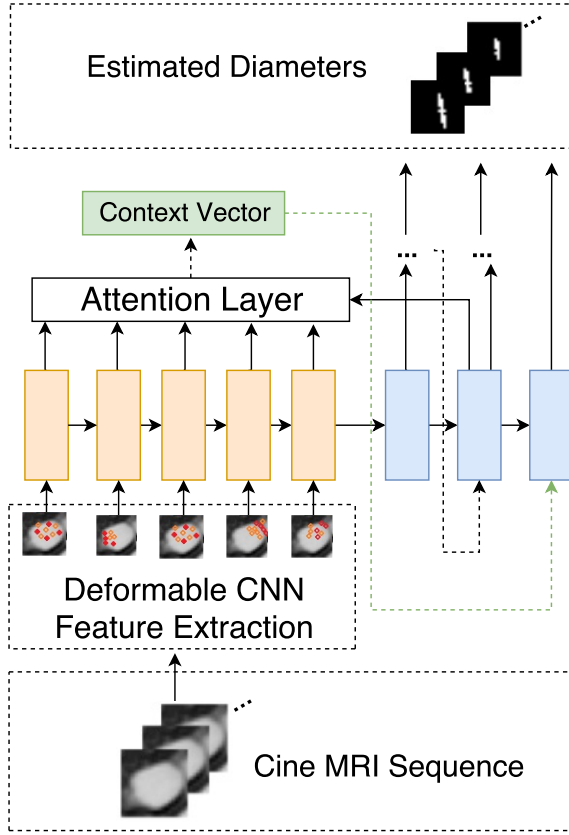 Estimated Diameters
Context Vector
Attention Layer
Deformable CNN
Feature Extraction
Cine MRI Sequence